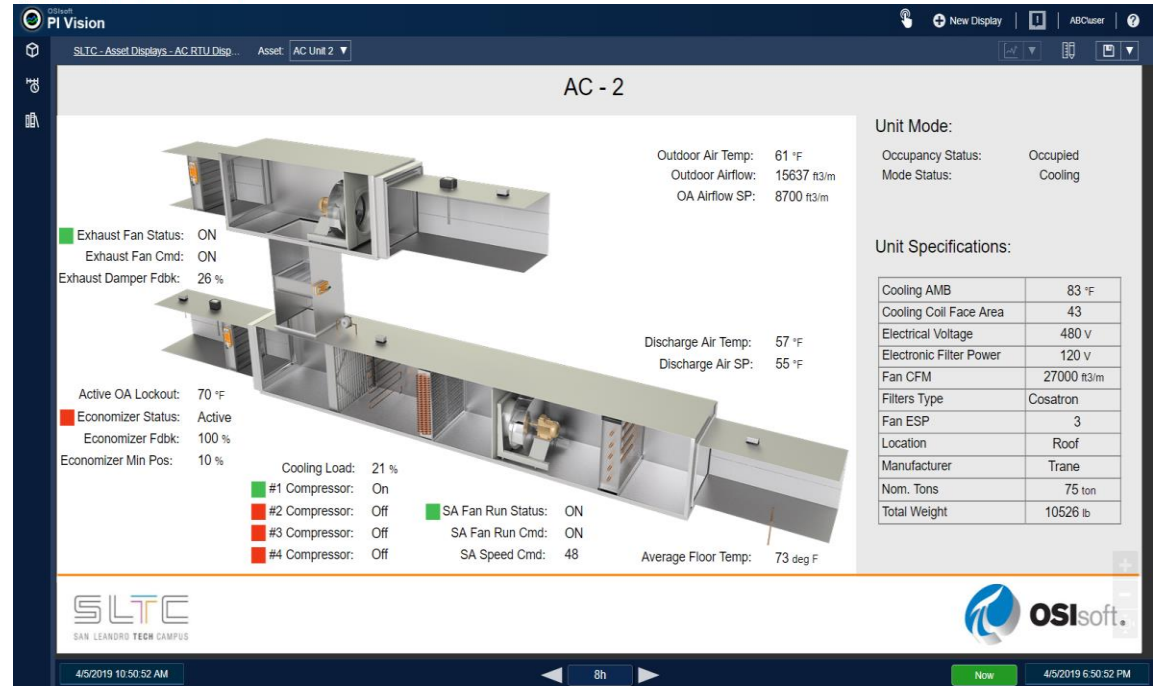 OSIsoft
PI Vision
New Display
ABC\user
SLTC - Asset Displays - AC RTU Disp...
Asset: AC Unit 2
AC - 2
Outdoor Air Temp: 61 °F
Outdoor Airflow: 15637 ft3/m
OA Airflow SP: 8700 ft3/m
Exhaust Fan Status: ON
Exhaust Fan Cmd: ON
Exhaust Damper Fdbk: 26 %
Discharge Air Temp: 57 °F
Discharge Air SP: 55 °F
Active OA Lockout: 70 °F
Economizer Status: Active
Economizer Fdbk: 100 %
Economizer Min Pos: 10 %
Cooling Load: 21 %
#1 Compressor: On
#2 Compressor: Off
#3 Compressor: Off
#4 Compressor: Off
SA Fan Run Status: ON
SA Fan Run Cmd: ON
SA Speed Cmd: 48
Average Floor Temp: 73 deg F
Unit Mode:
Occupancy Status: Occupied
Mode Status: Cooling
Unit Specifications:
Cooling AMB 83 °F
Cooling Coil Face Area 43
Electrical Voltage 480 V
Electronic Filter Power 120 V
Fan CFM 27000 ft3/m
Filters Type Cosatron
Fan ESP 3
Location Roof
Manufacturer Trane
Nom. Tons 75 ton
Total Weight 10526 lb
SLTC
SAN LEANDRO TECH CAMPUS
OSIsoft.
4/5/2019 10:50:52 AM
8h
Now
4/5/2019 6:50:52 PM